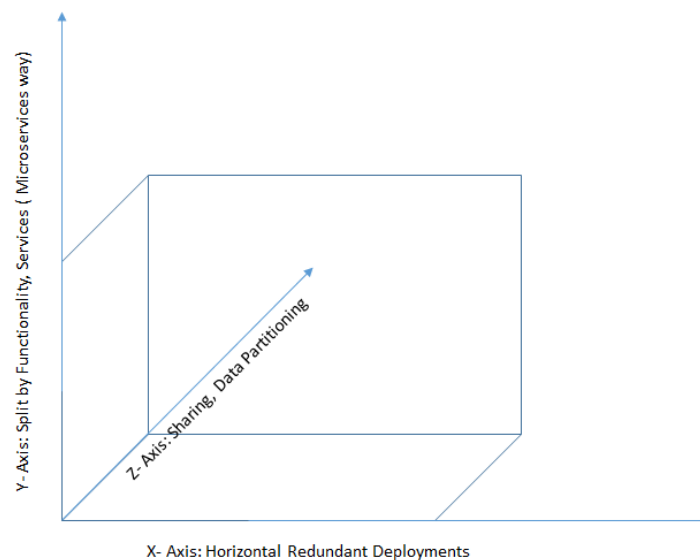 Y- Axis: Split by Functionality, Services ( Microservices way)
Z- Axis: Sharing, Data Partitioning
X- Axis: Horizontal Redundant Deployments